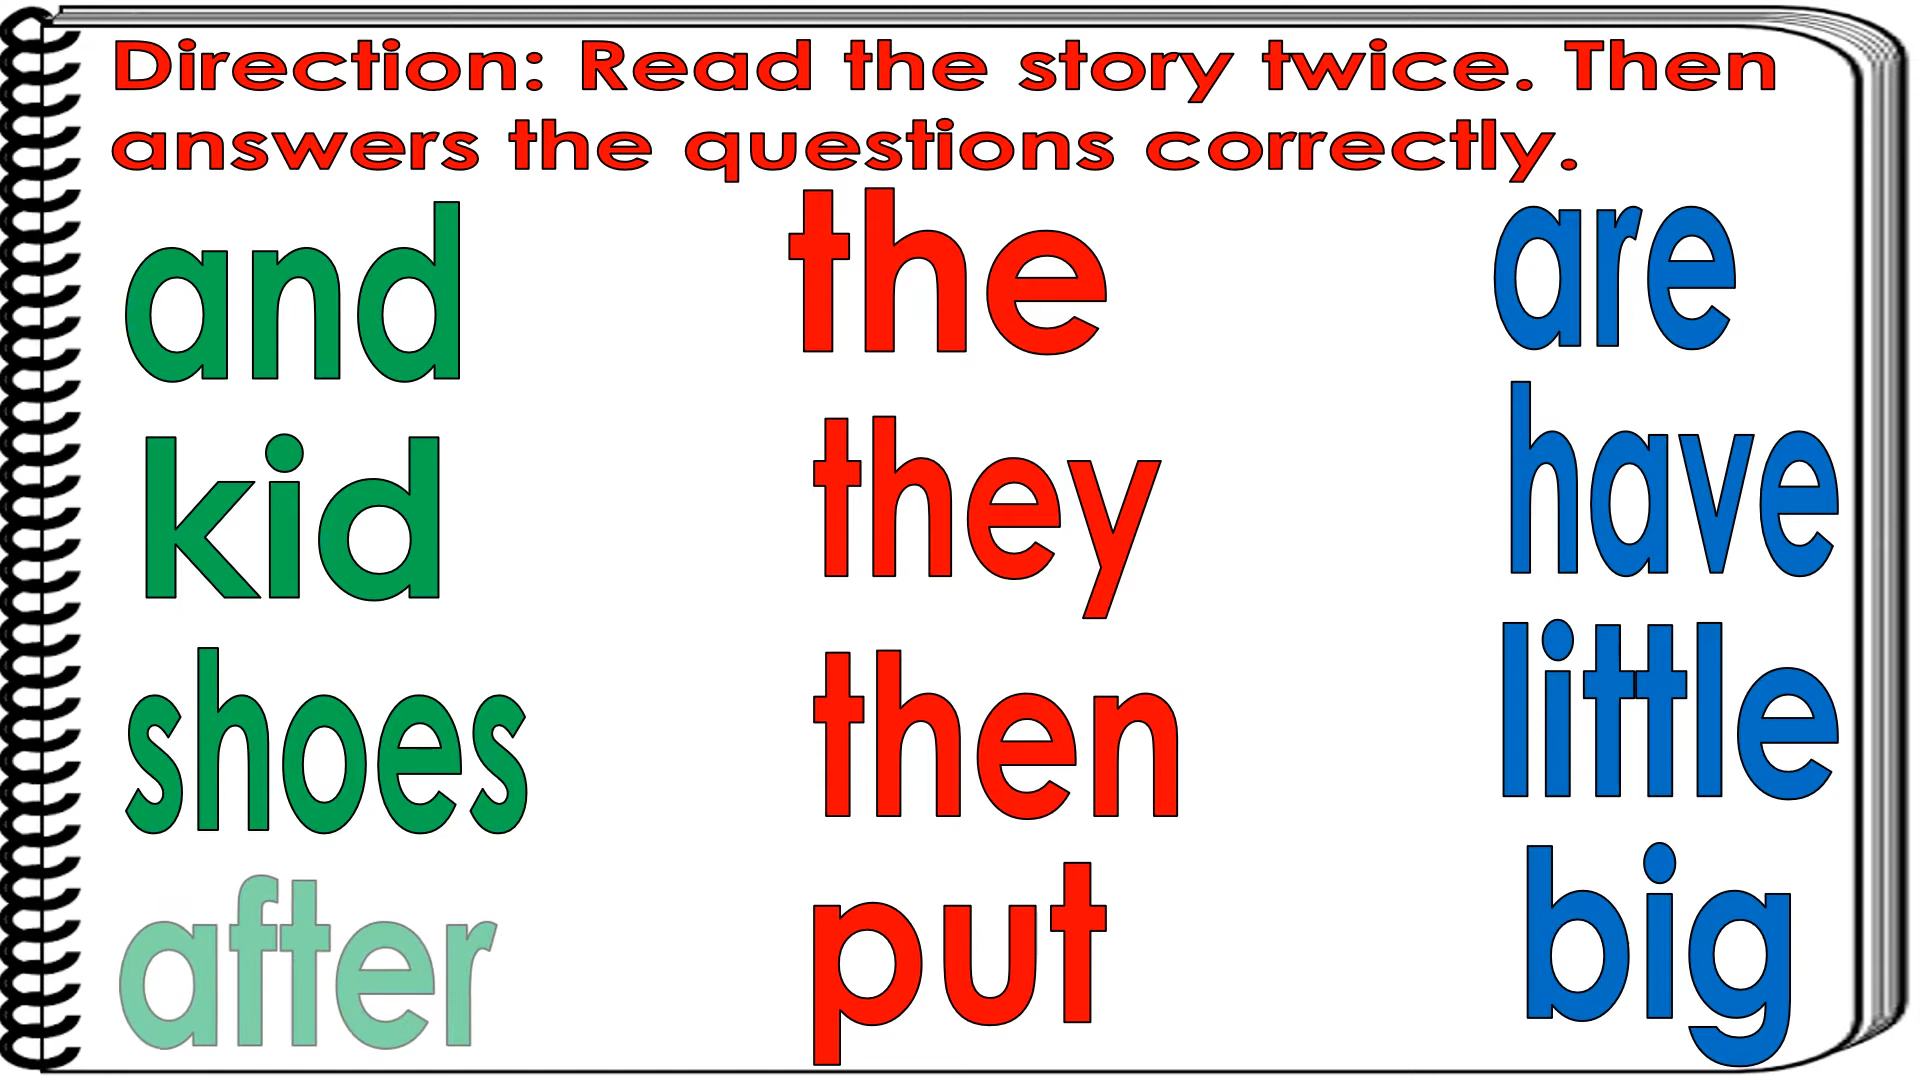 Direction: Read the story twice. Then
answers the questions correctly.
and the are
kid they have
shoes then little
after put big